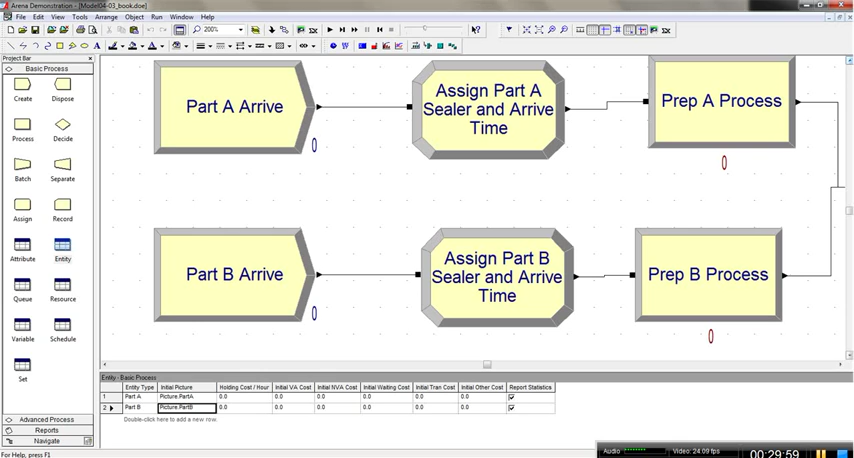 Arena Demonstration - [Model04-03_book.doe]
File Edit View Tools Arrange Object Run Window Help
200%
Project Bar
Basic Process
Create Dispose
Process Decide
Batch Separate
Assign Record
Attribute Entity
Queue Resource
Variable Schedule
Set
Advanced Process
Reports
Navigate
Part A Arrive
0
Assign Part A
Sealer and Arrive
Time
Prep A Process
0
Part B Arrive
0
Assign Part B
Sealer and Arrive
Time
Prep B Process
0
Entity - Basic Process
Entity Type Initial Picture Holding Cost / Hour Initial VA Cost Initial NVA Cost Initial Waiting Cost Initial Tran Cost Initial Other Cost Report Statistics
1 Part A Picture.PartA 0.0 0.0 0.0 0.0 0.0 0.0
2 Part B Picture.PartB 0.0 0.0 0.0 0.0 0.0 0.0
Double-click here to add a new row.
For Help, press F1
Audio Video: 24.09 fps 00:29:59